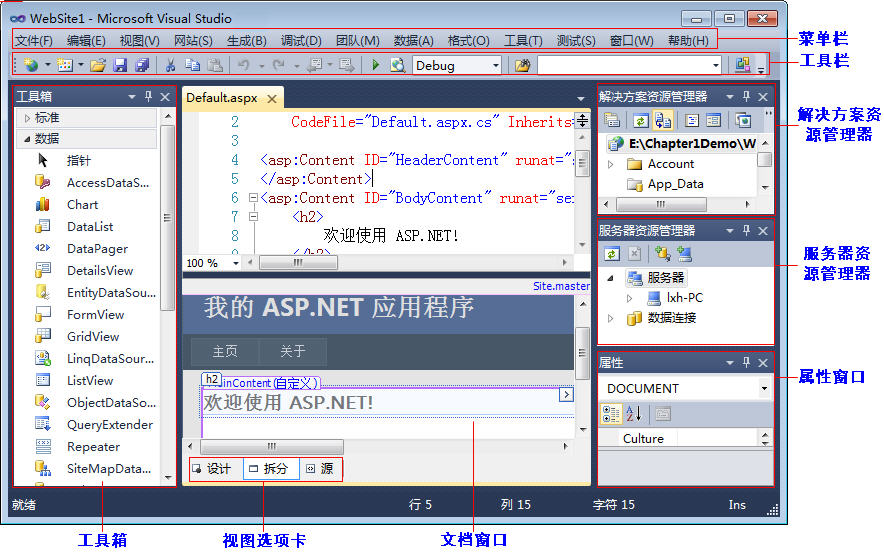 WebSite1 - Microsoft Visual Studio
文件(F) 编辑(E) 视图(V) 网站(S) 生成(B) 调试(D) 团队(M) 数据(A) 格式(O) 工具(T) 测试(S) 窗口(W) 帮助(H)
菜单栏
Debug
工具栏
工具箱
标准
数据
指针
AccessDataS...
Chart
DataList
DataPager
DetailsView
EntityDataSou...
FormView
GridView
LinqDataSour...
ListView
ObjectDataSo...
QueryExtender
Repeater
SiteMapData...
Default.aspx
2 CodeFile="Default.aspx.cs" Inherits=
3
4 <asp:Content ID="HeaderContent" runat="s
5 </asp:Content>
6 <asp:Content ID="BodyContent" runat="ser
7 <h2>
8 欢迎使用 ASP.NET!
9 </h2>
100 %
Site.master
我的 ASP.NET 应用程序
主页 关于
h2
ainContent(自定义)
欢迎使用 ASP.NET!
设计 拆分 源
解决方案资源管理器
E:\Chapter1Demo\W
Account
App_Data
解决方案资
源管理器
服务器资源管理器
服务器
lxh-PC
数据连接
服务器资
源管理器
属性
DOCUMENT
Culture
属性窗口
就绪 行 5 列 15 字符 15 Ins
工具箱 视图选项卡 文档窗口